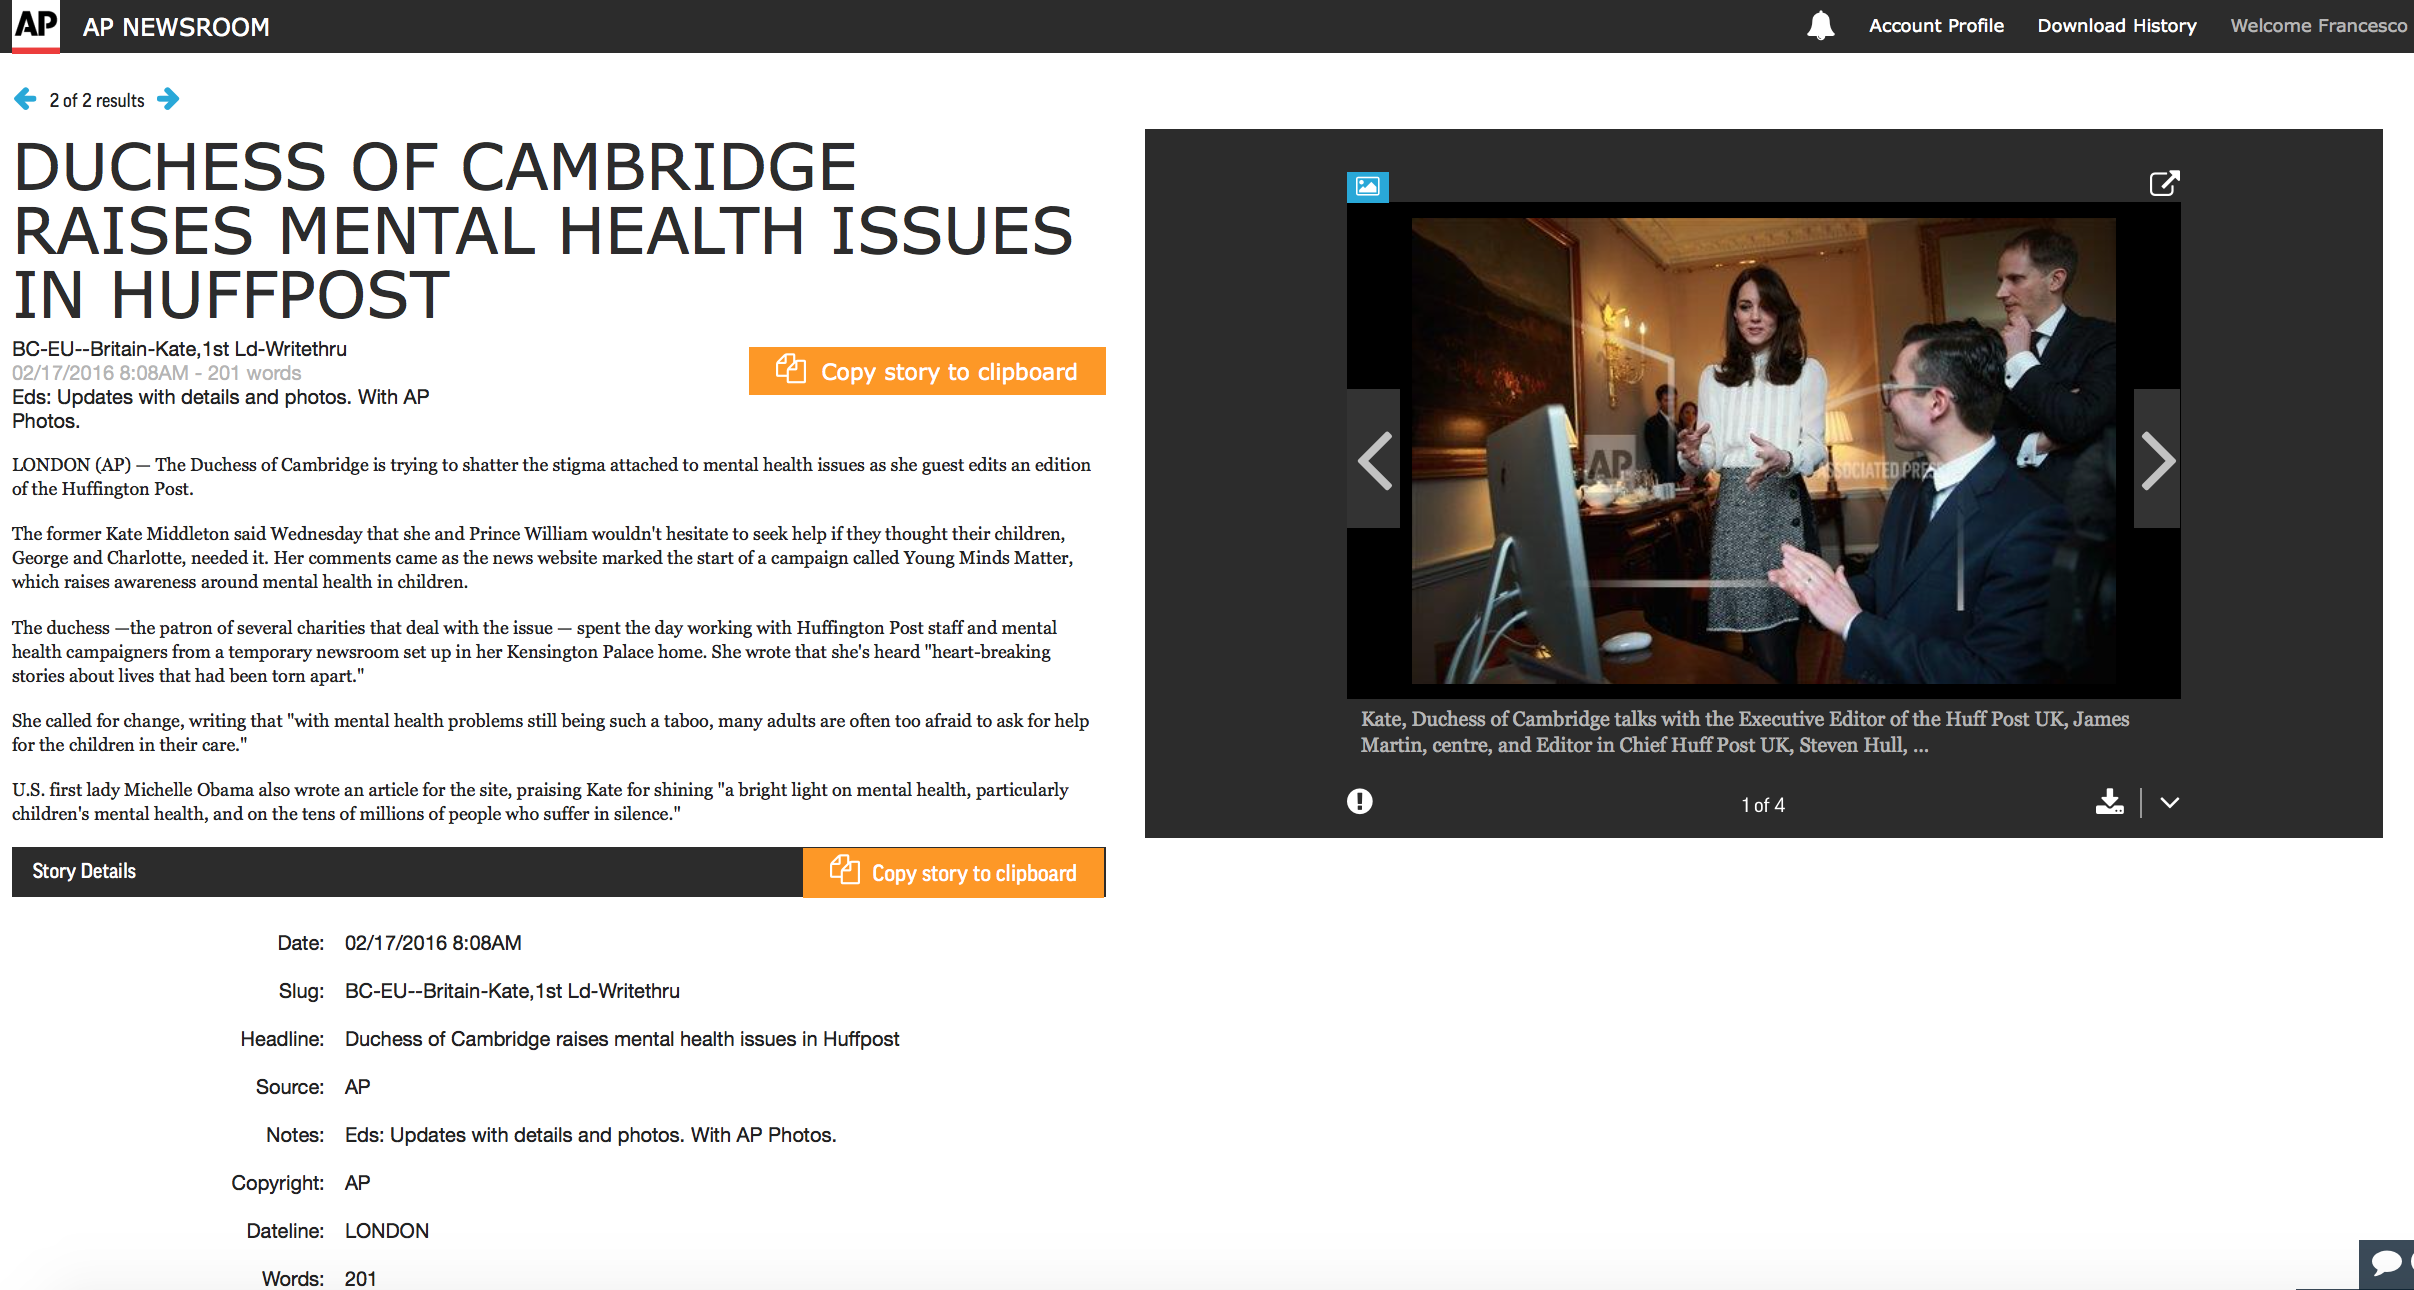 AP
AP NEWSROOM
Account Profile
Download History
Welcome Francesco
2 of 2 results
DUCHESS OF CAMBRIDGE
RAISES MENTAL HEALTH ISSUES
IN HUFFPOST
BC-EU--Britain-Kate,1st Ld-Writethru
02/17/2016 8:08AM - 201 words
Eds: Updates with details and photos. With AP
Photos.
Copy story to clipboard
LONDON (AP) — The Duchess of Cambridge is trying to shatter the stigma attached to mental health issues as she guest edits an edition
of the Huffington Post.
The former Kate Middleton said Wednesday that she and Prince William wouldn't hesitate to seek help if they thought their children,
George and Charlotte, needed it. Her comments came as the news website marked the start of a campaign called Young Minds Matter,
which raises awareness around mental health in children.
The duchess —the patron of several charities that deal with the issue — spent the day working with Huffington Post staff and mental
health campaigners from a temporary newsroom set up in her Kensington Palace home. She wrote that she's heard "heart-breaking
stories about lives that had been torn apart."
She called for change, writing that "with mental health problems still being such a taboo, many adults are often too afraid to ask for help
for the children in their care."
U.S. first lady Michelle Obama also wrote an article for the site, praising Kate for shining "a bright light on mental health, particularly
children's mental health, and on the tens of millions of people who suffer in silence."
Story Details
Copy story to clipboard
Date: 02/17/2016 8:08AM
Slug: BC-EU--Britain-Kate,1st Ld-Writethru
Headline: Duchess of Cambridge raises mental health issues in Huffpost
Source: AP
Notes: Eds: Updates with details and photos. With AP Photos.
Copyright: AP
Dateline: LONDON
Words: 201
AP
ASSOCIATED PRESS
Kate, Duchess of Cambridge talks with the Executive Editor of the Huff Post UK, James
Martin, centre, and Editor in Chief Huff Post UK, Steven Hull, ...
1 of 4